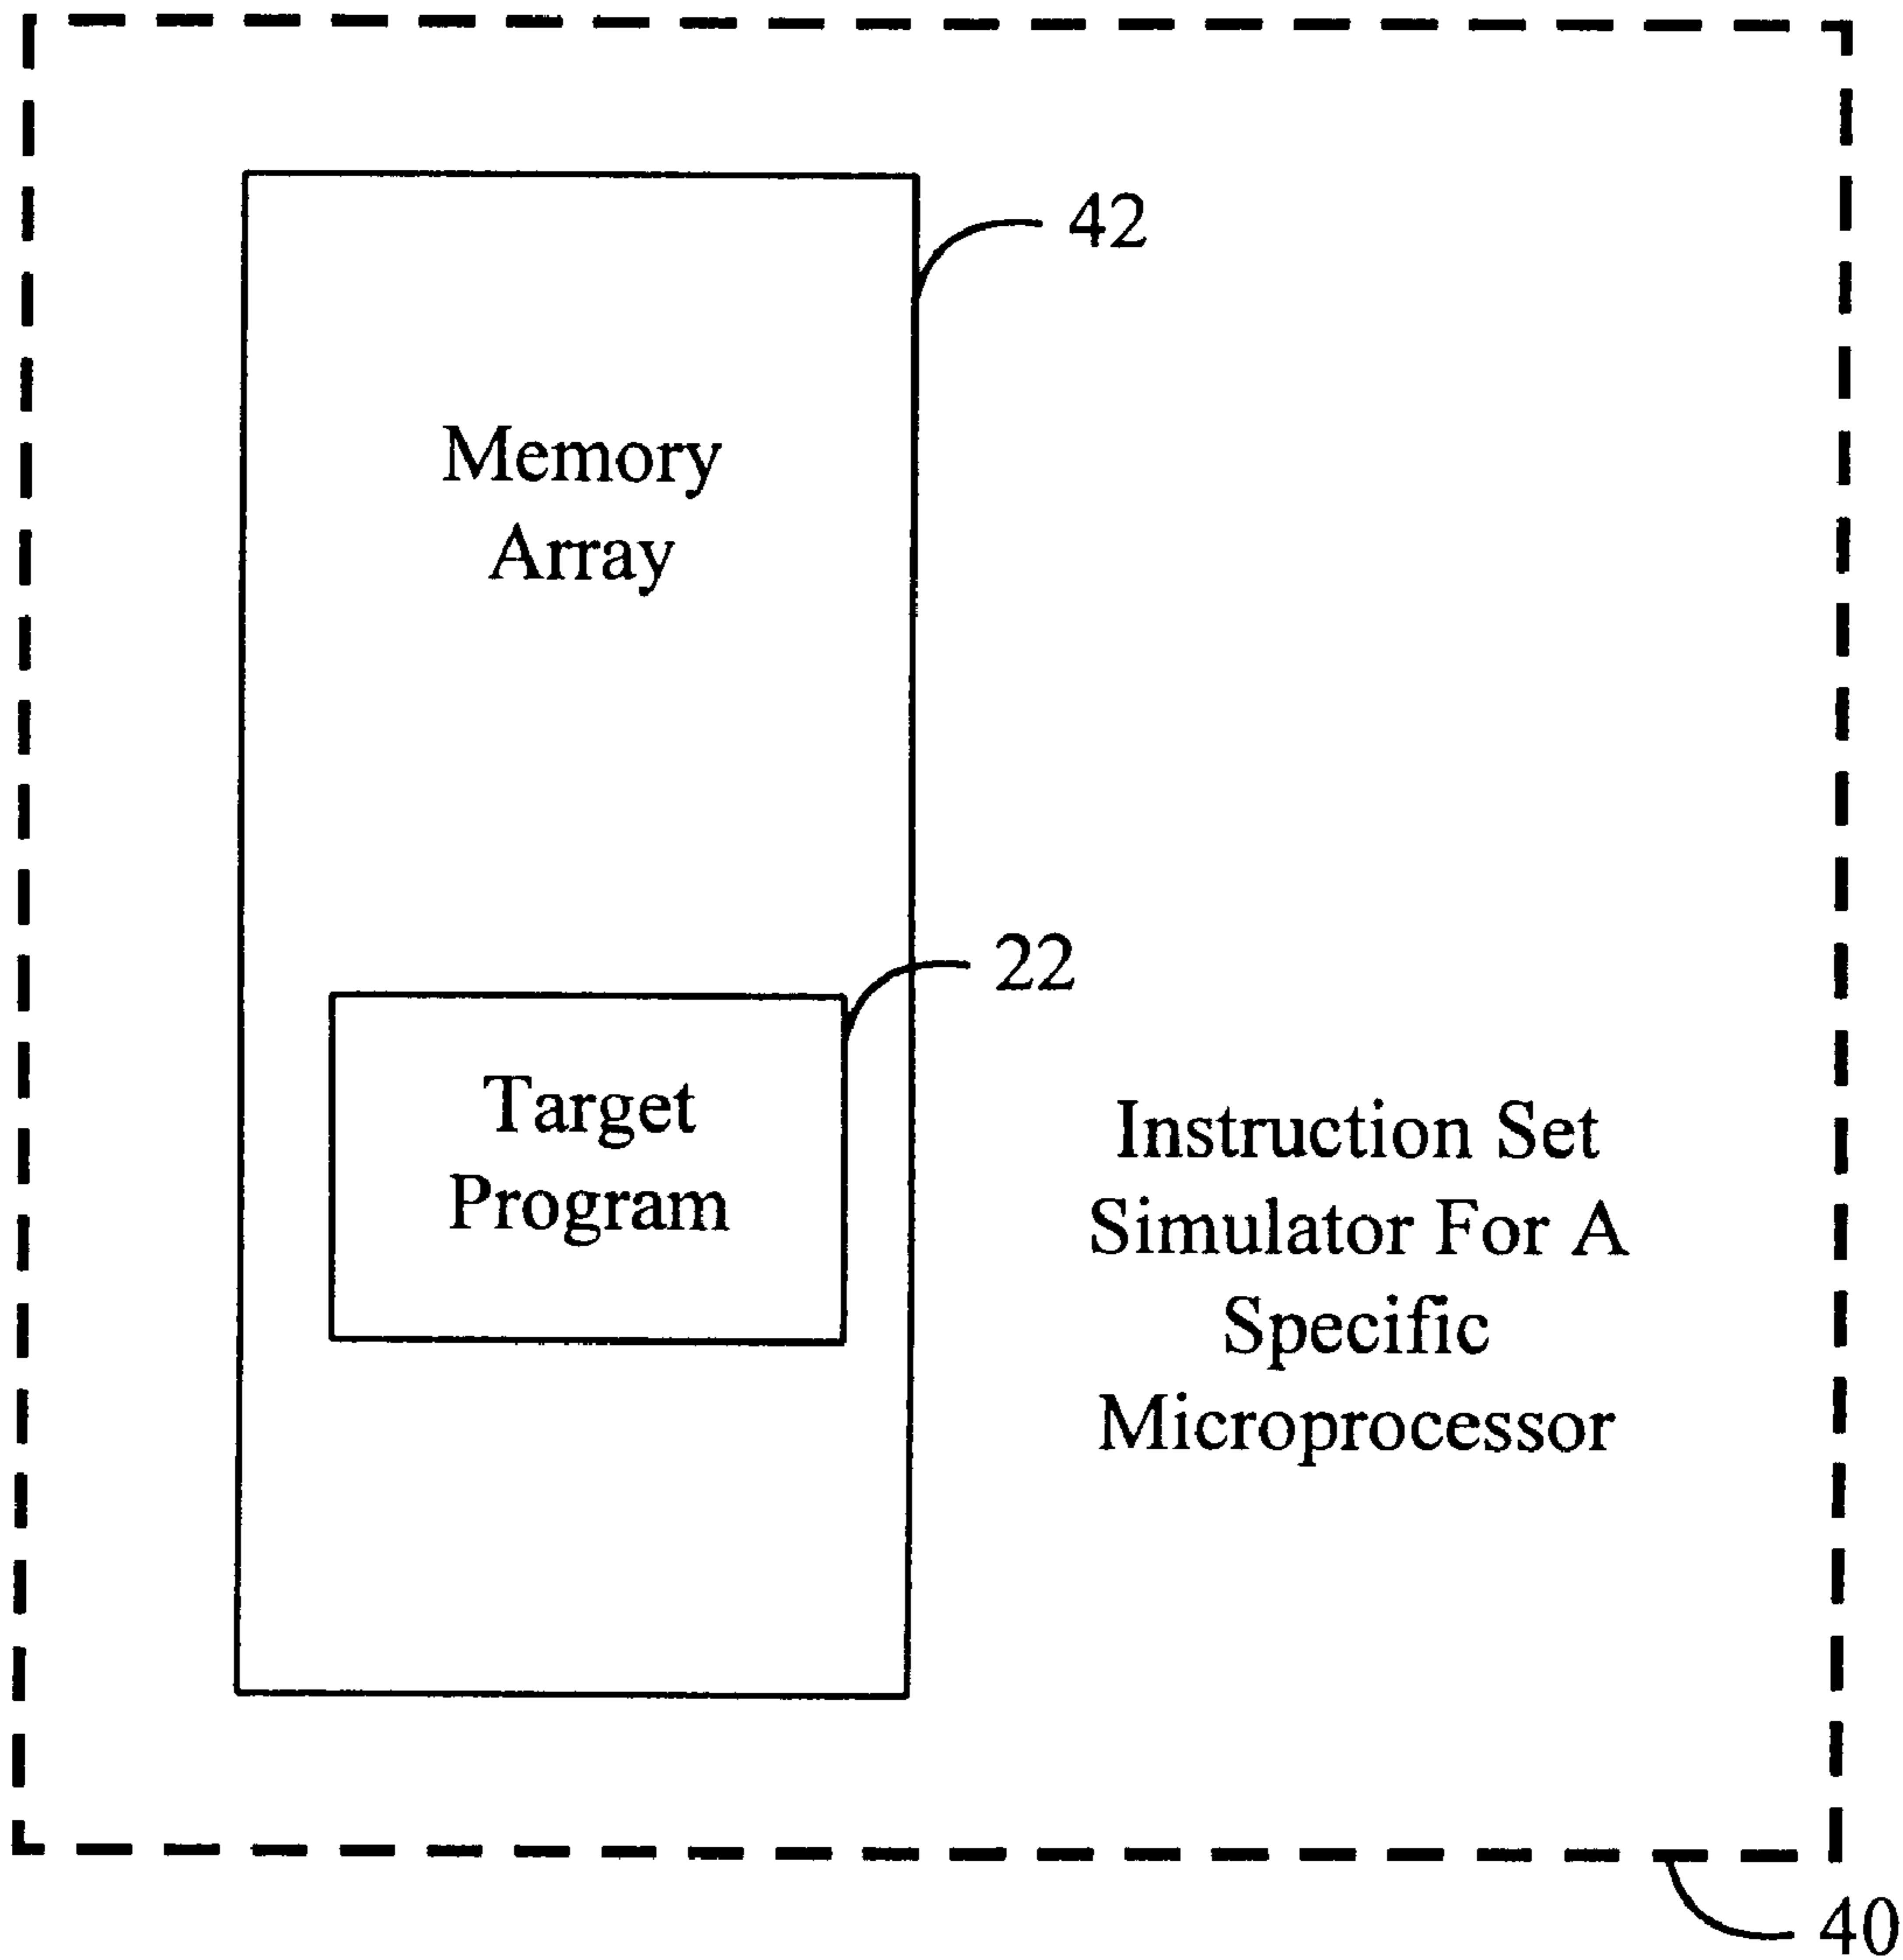 42
Memory
Array
22
Target
Program
Instruction Set
Simulator For A
Specific
Microprocessor
40